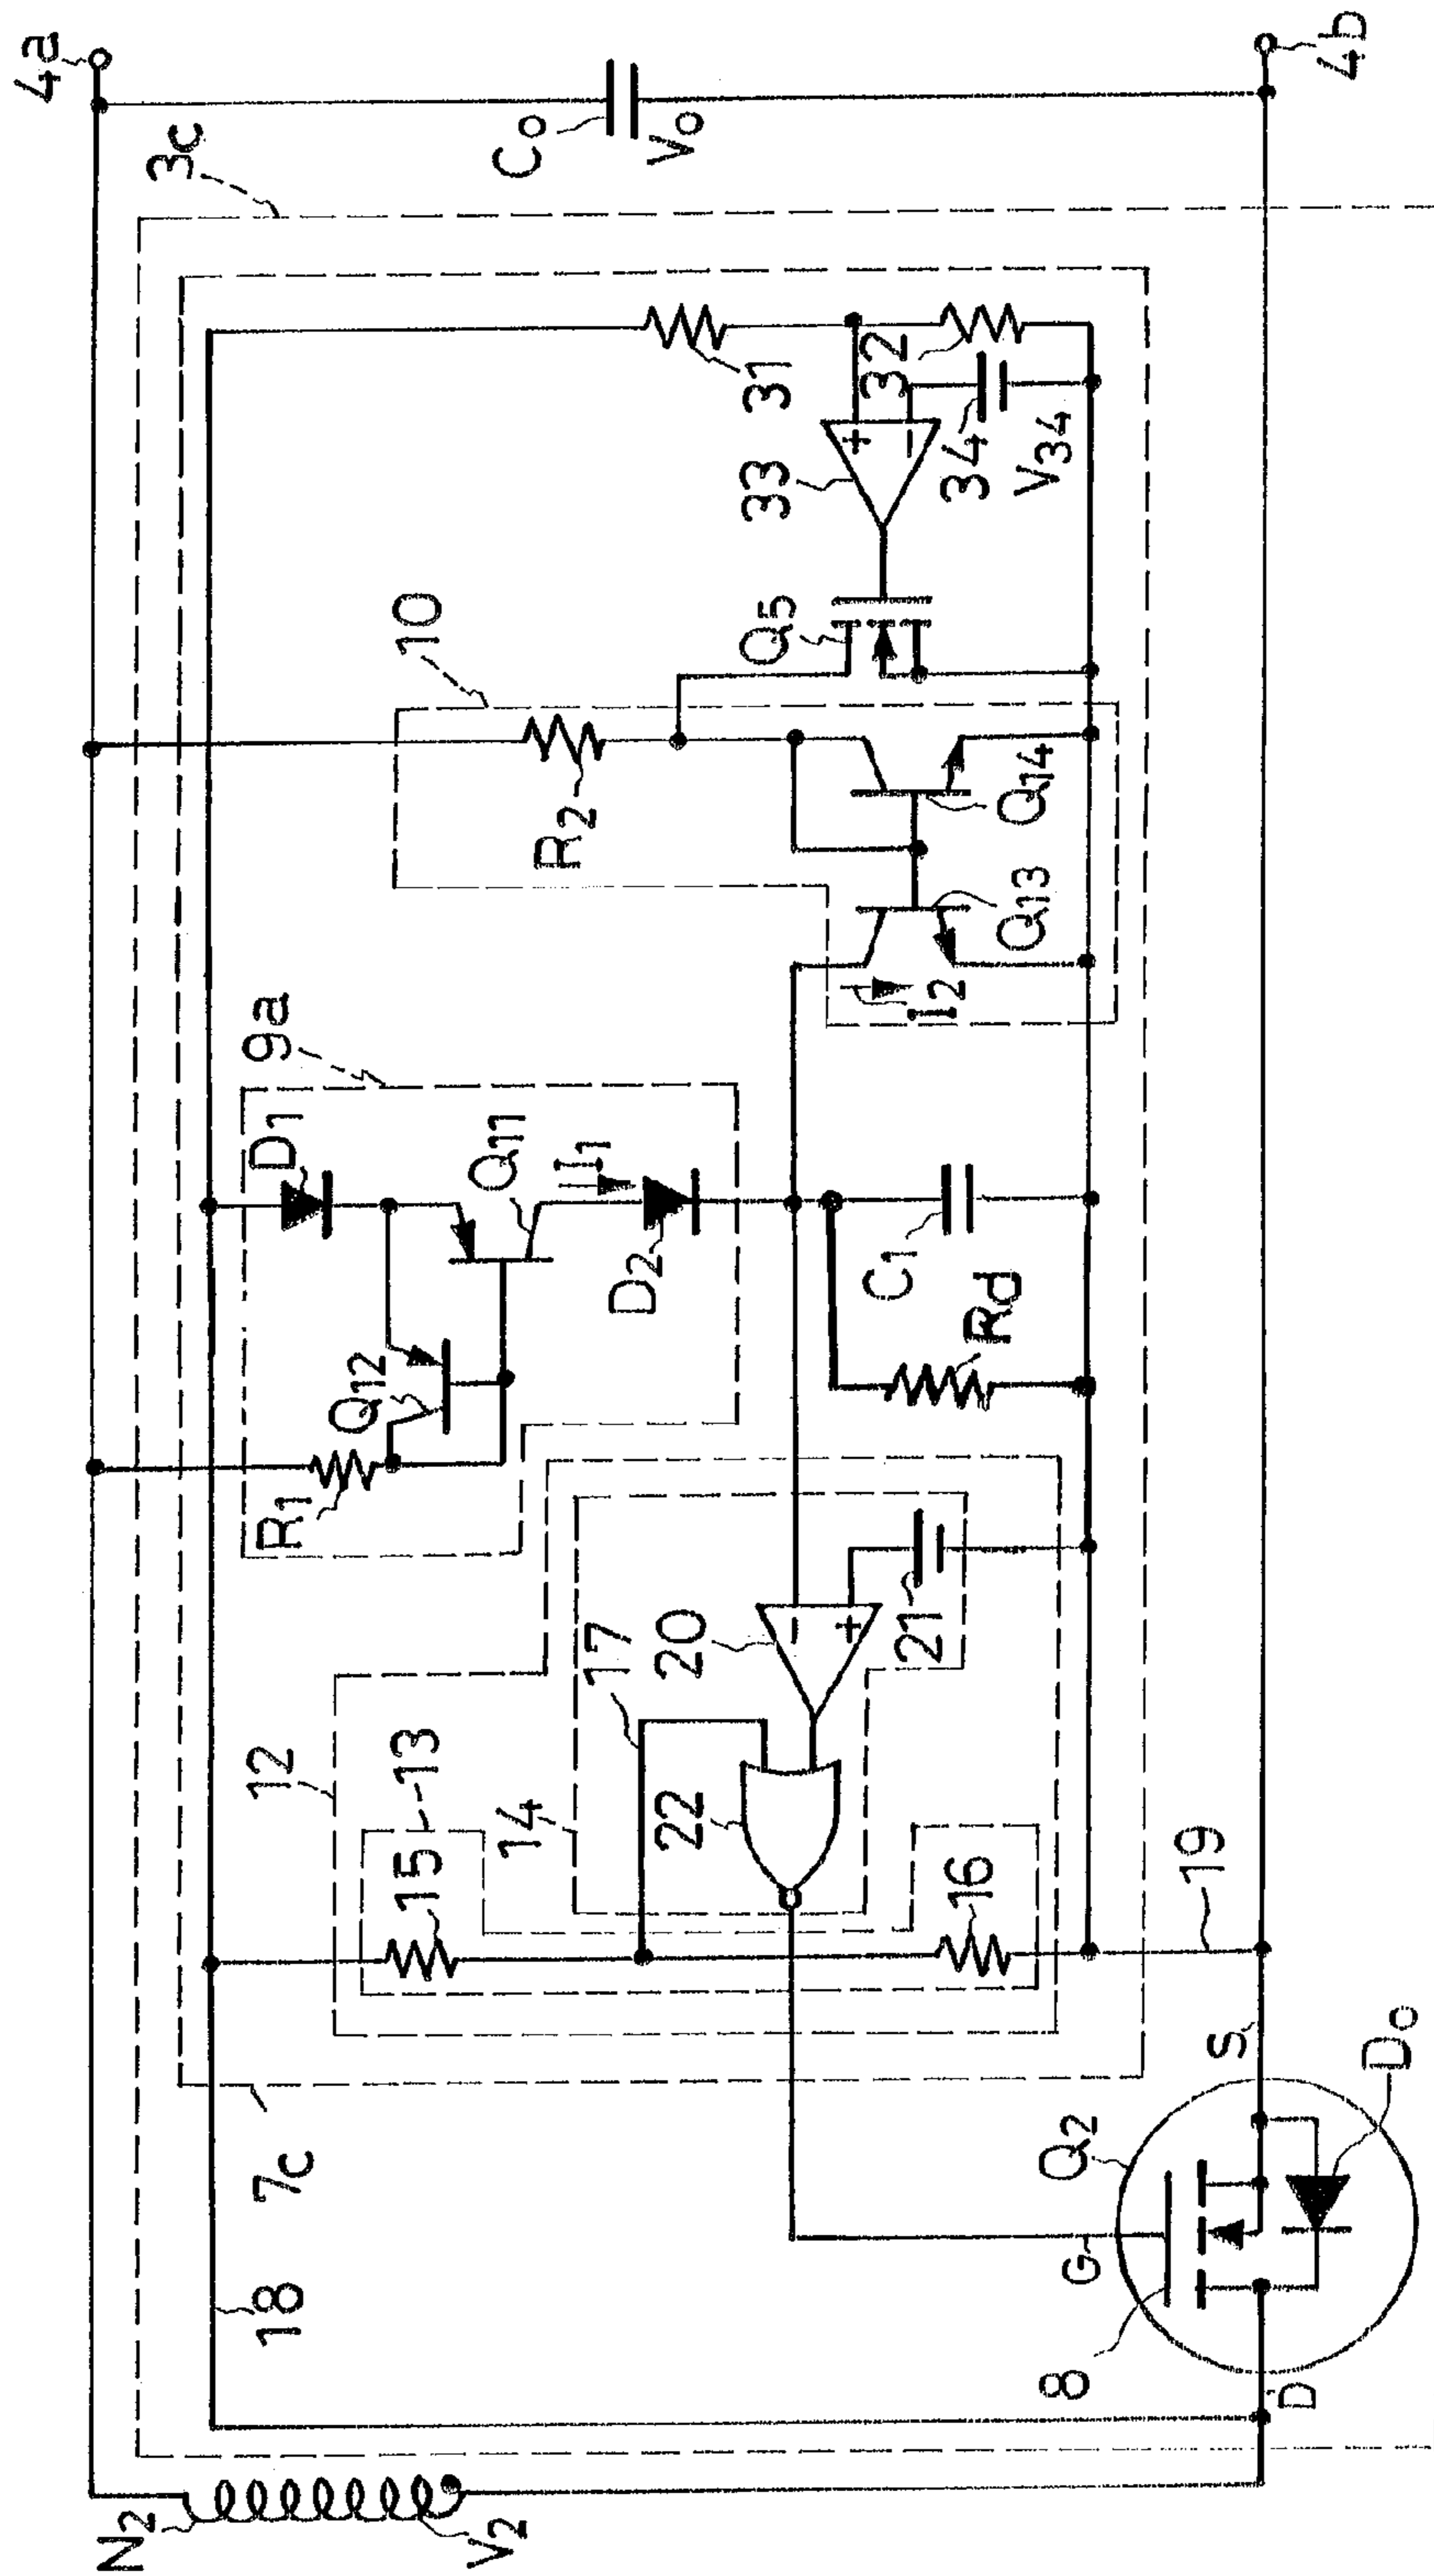 4a
4b
3c
Co
Vo
31
32
33
34
V34
Q5
10
R2
Q14
Q13
I2
9a
D1
Q11
I1
D2
Q12
R1
C1
Rd
12
13
14
15
16
17
20
21
22
+
-
-
+
7c
18
19
S
Q2
Do
G
8
D
N2
V2